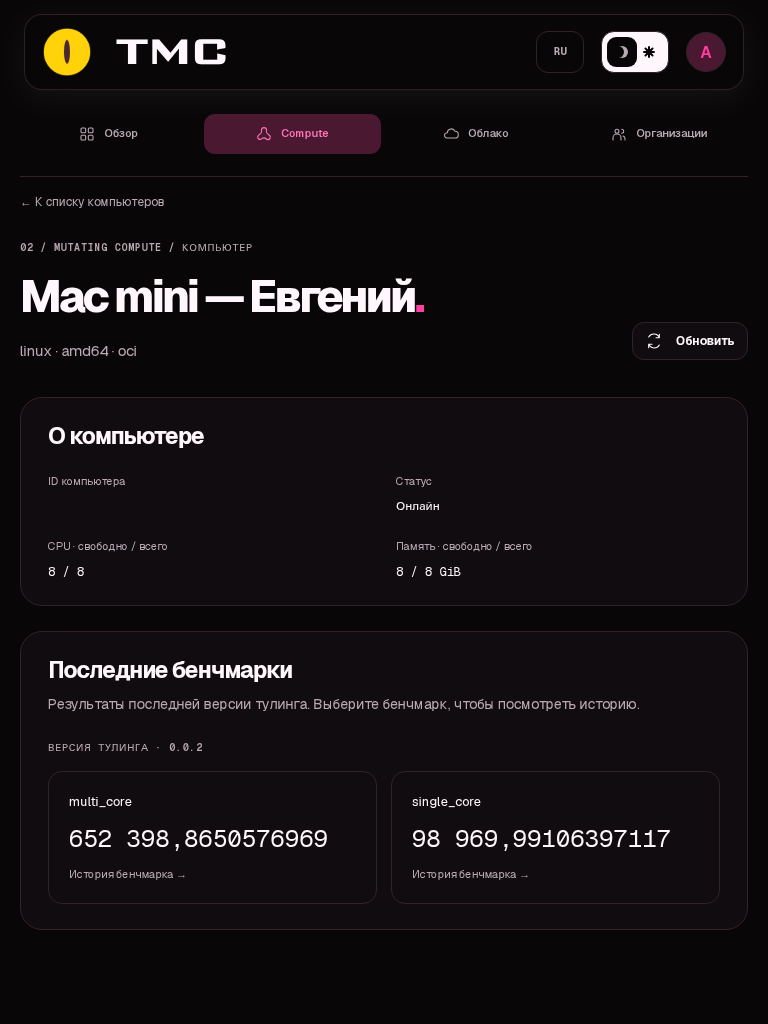 TMC
RU
A
Обзор
Compute
Облако
Организации
← К списку компьютеров
02 / MUTATING COMPUTE / КОМПЬЮТЕР
Mac mini — Евгений.
linux · amd64 · oci
Обновить
О компьютере
ID компьютера
Статус
Онлайн
CPU · свободно / всего
Память · свободно / всего
8 / 8
8 / 8 GiB
Последние бенчмарки
Результаты последней версии тулинга. Выберите бенчмарк, чтобы посмотреть историю.
ВЕРСИЯ ТУЛИНГА · 0.0.2
multi_core
652 398,8650576969
История бенчмарка →
single_core
98 969,99106397117
История бенчмарка →